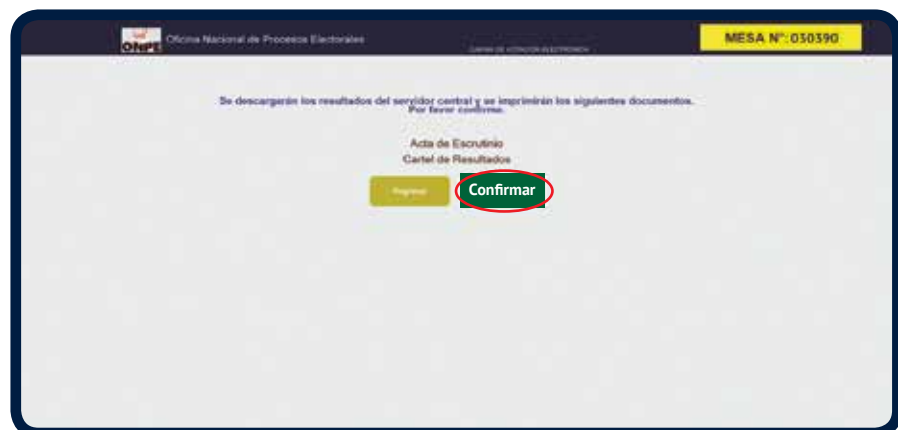 ONPE
Oficina Nacional de Procesos Electorales
MESA N°: 030390
Se descargarán los resultados del servidor central y se imprimirán los siguientes documentos.
Por favor confirme.
Acta de Escrutinio
Cartel de Resultados
Regresar
Confirmar